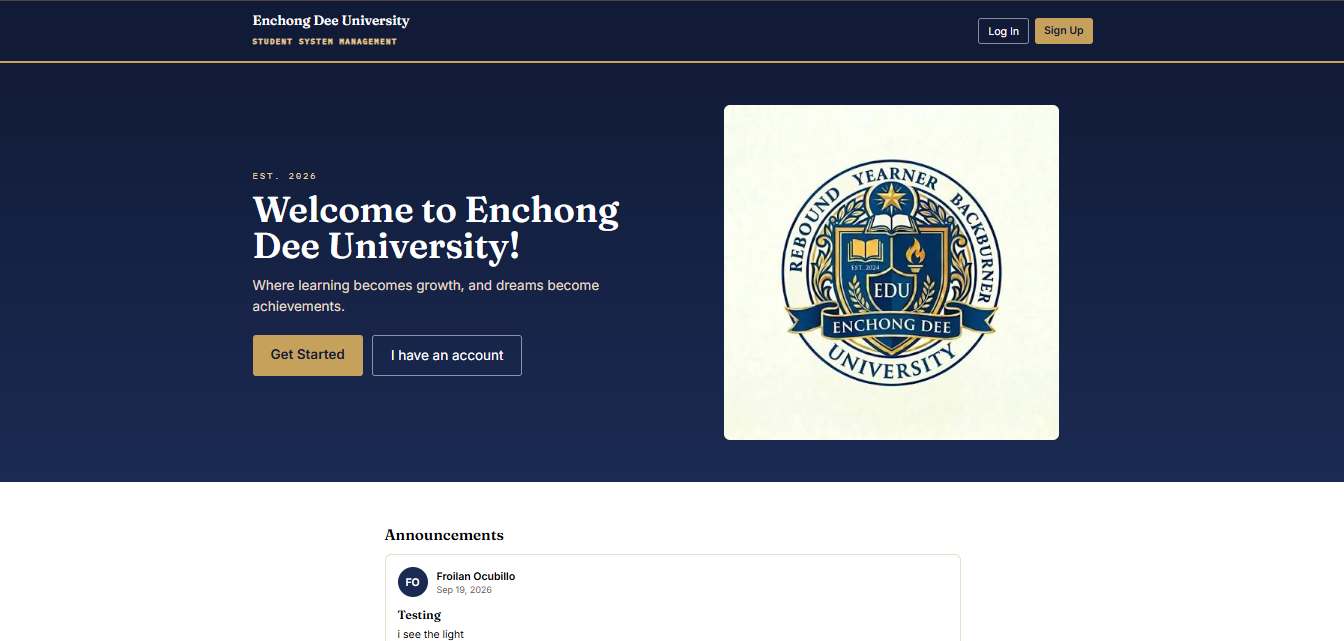 Enchong Dee University
STUDENT SYSTEM MANAGEMENT
Log In
Sign Up
EST. 2026
Welcome to Enchong
Dee University!
Where learning becomes growth, and dreams become
achievements.
Get Started
I have an account
REBOUND YEARNER BACKBURNER
EST. 2024
EDU
ENCHONG DEE
UNIVERSITY
Announcements
FO
Froilan Ocubillo
Sep 19, 2026
Testing
i see the light